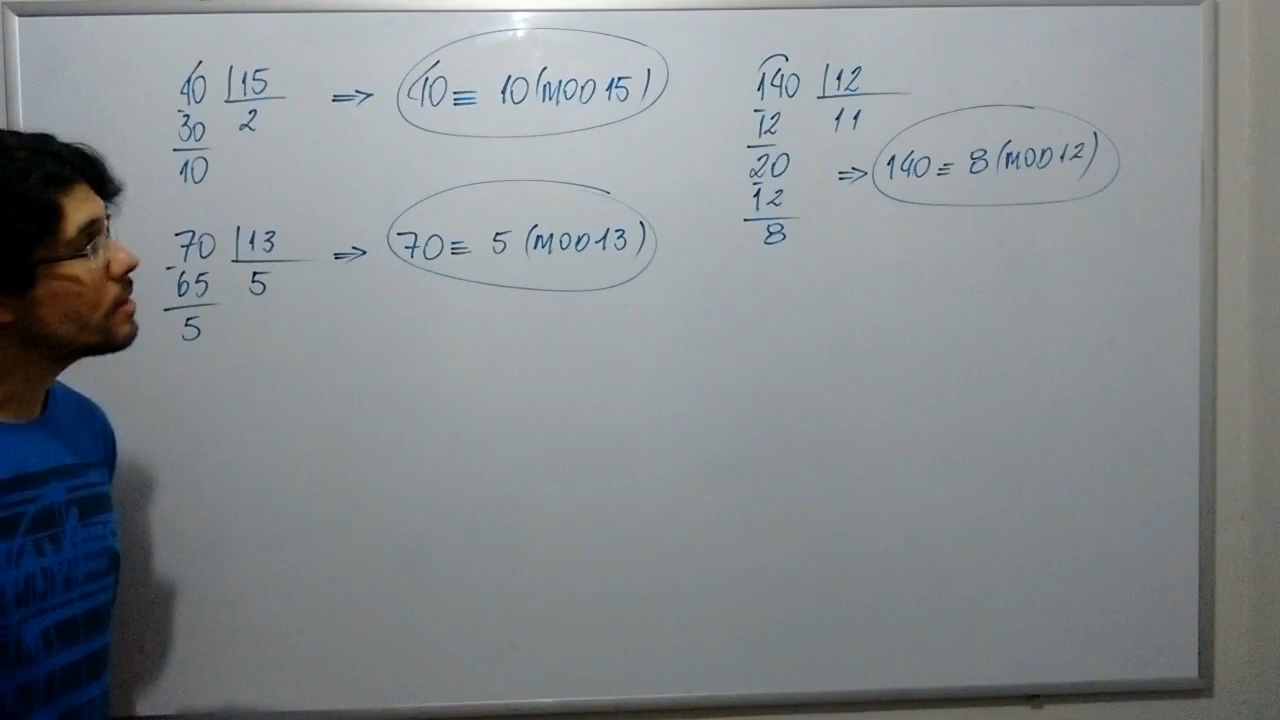 40 |15 ⇒ 40 ≡ 10 (MOD 15)
-30 2
10
70 |13 ⇒ 70 ≡ 5 (MOD 13)
-65 5
5
140 |12
-12 11
20 ⇒ 140 ≡ 8 (MOD 12)
-12
8